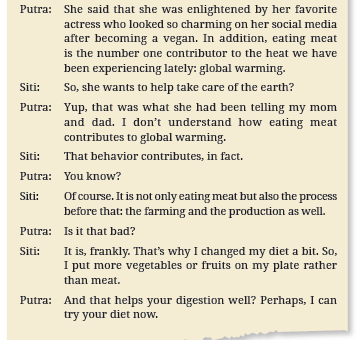 Putra: She said that she was enlightened by her favorite
actress who looked so charming on her social media
after becoming a vegan. In addition, eating meat
is the number one contributor to the heat we have
been experiencing lately: global warming.
Siti: So, she wants to help take care of the earth?
Putra: Yup, that was what she had been telling my mom
and dad. I don't understand how eating meat
contributes to global warming.
Siti: That behavior contributes, in fact.
Putra: You know?
Siti: Of course. It is not only eating meat but also the process
before that: the farming and the production as well.
Putra: Is it that bad?
Siti: It is, frankly. That's why I changed my diet a bit. So,
I put more vegetables or fruits on my plate rather
than meat.
Putra: And that helps your digestion well? Perhaps, I can
try your diet now.